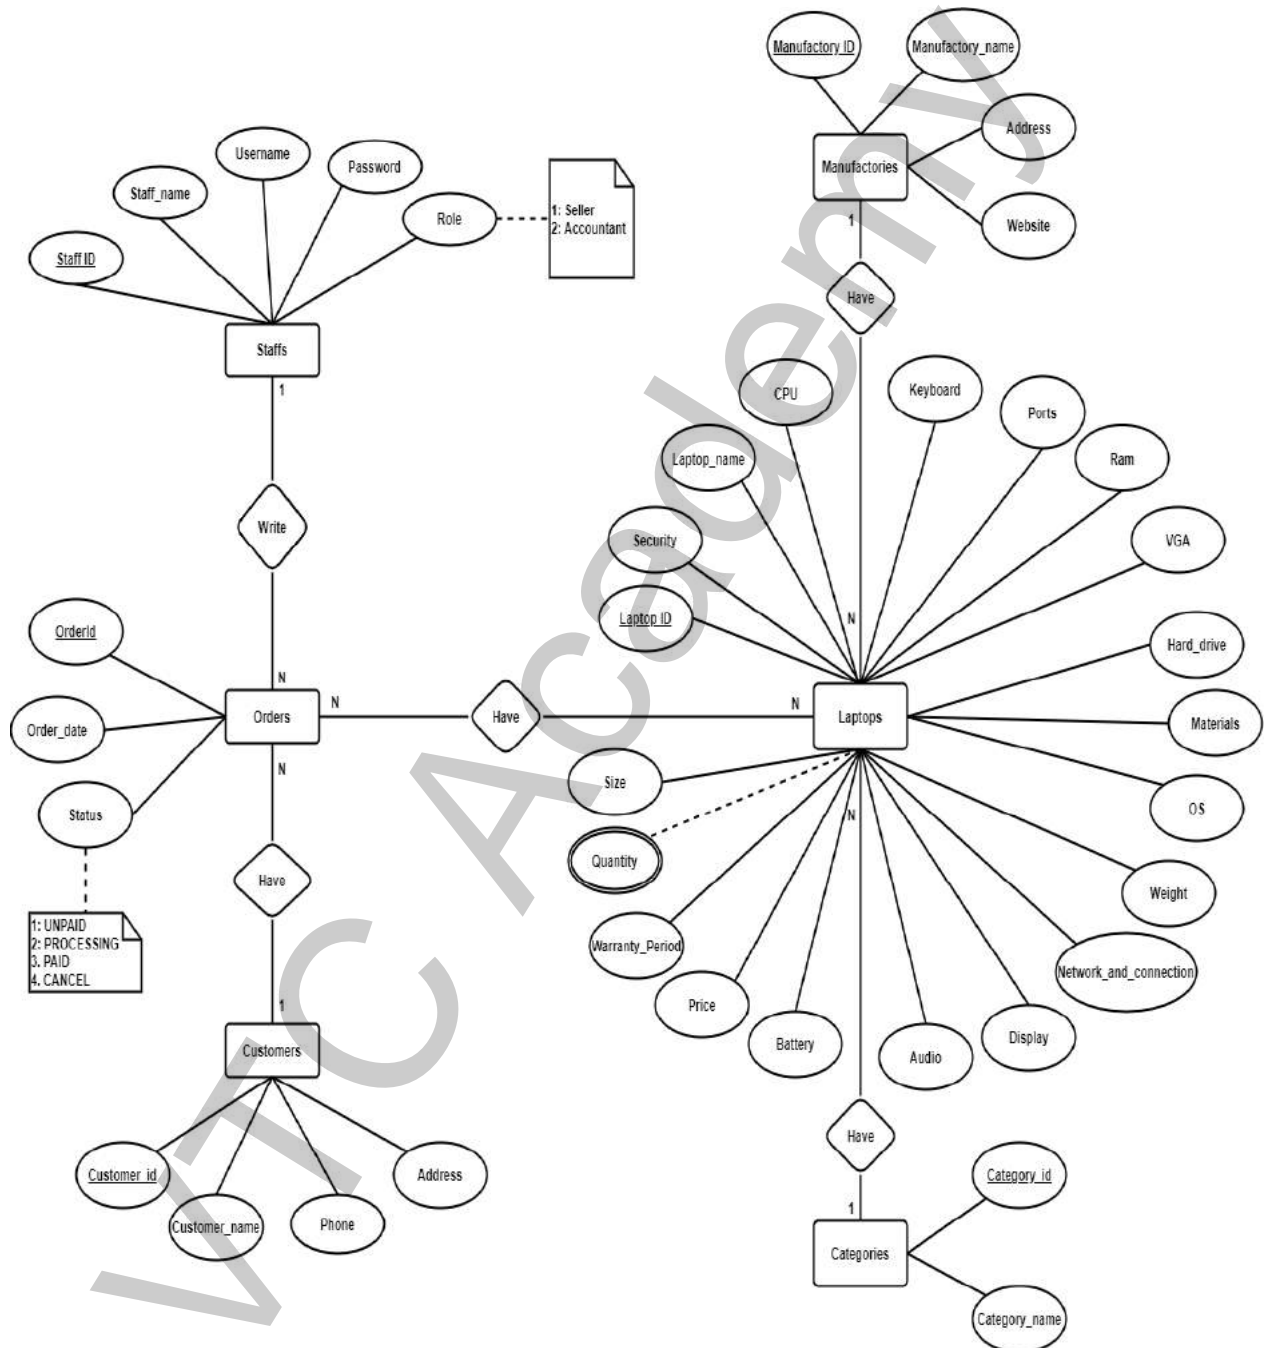 Manufactory ID
Manufactory_name
Address
Website
Manufactories
1
Have
Username
Password
Staff_name
Role
Staff ID
1: Seller
2: Accountant
Staffs
1
Write
N
CPU
Keyboard
Ports
Laptop_name
Ram
Security
VGA
Laptop ID
N
Hard_drive
Materials
OS
Weight
Network_and_connection
Display
Audio
Battery
Price
Warranty_Period
Quantity
Size
Laptops
N
N
Have
N
OrderId
Order_date
Status
Orders
N
1: UNPAID
2: PROCESSING
3. PAID
4. CANCEL
Have
1
Customers
Customer_id
Customer_name
Phone
Address
Have
1
Categories
Category_id
Category_name
VTC Academy